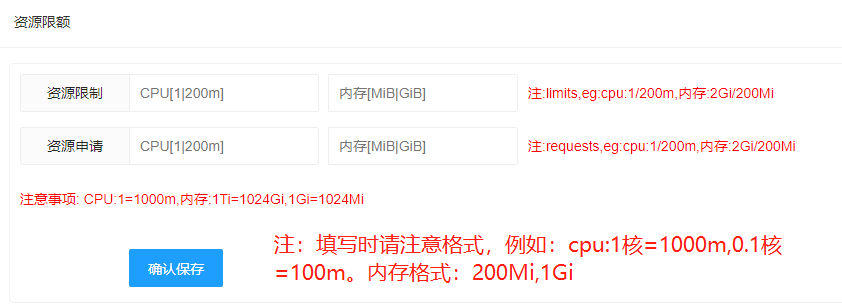 资源限额
资源限制 CPU[1|200m] 内存[MiB|GiB] 注:limits,eg:cpu:1/200m,内存:2Gi/200Mi
资源申请 CPU[1|200m] 内存[MiB|GiB] 注:requests,eg:cpu:1/200m,内存:2Gi/200Mi
注意事项: CPU:1=1000m,内存:1Ti=1024Gi,1Gi=1024Mi
注：填写时请注意格式，例如：cpu:1核=1000m,0.1核
=100m。内存格式：200Mi,1Gi
确认保存